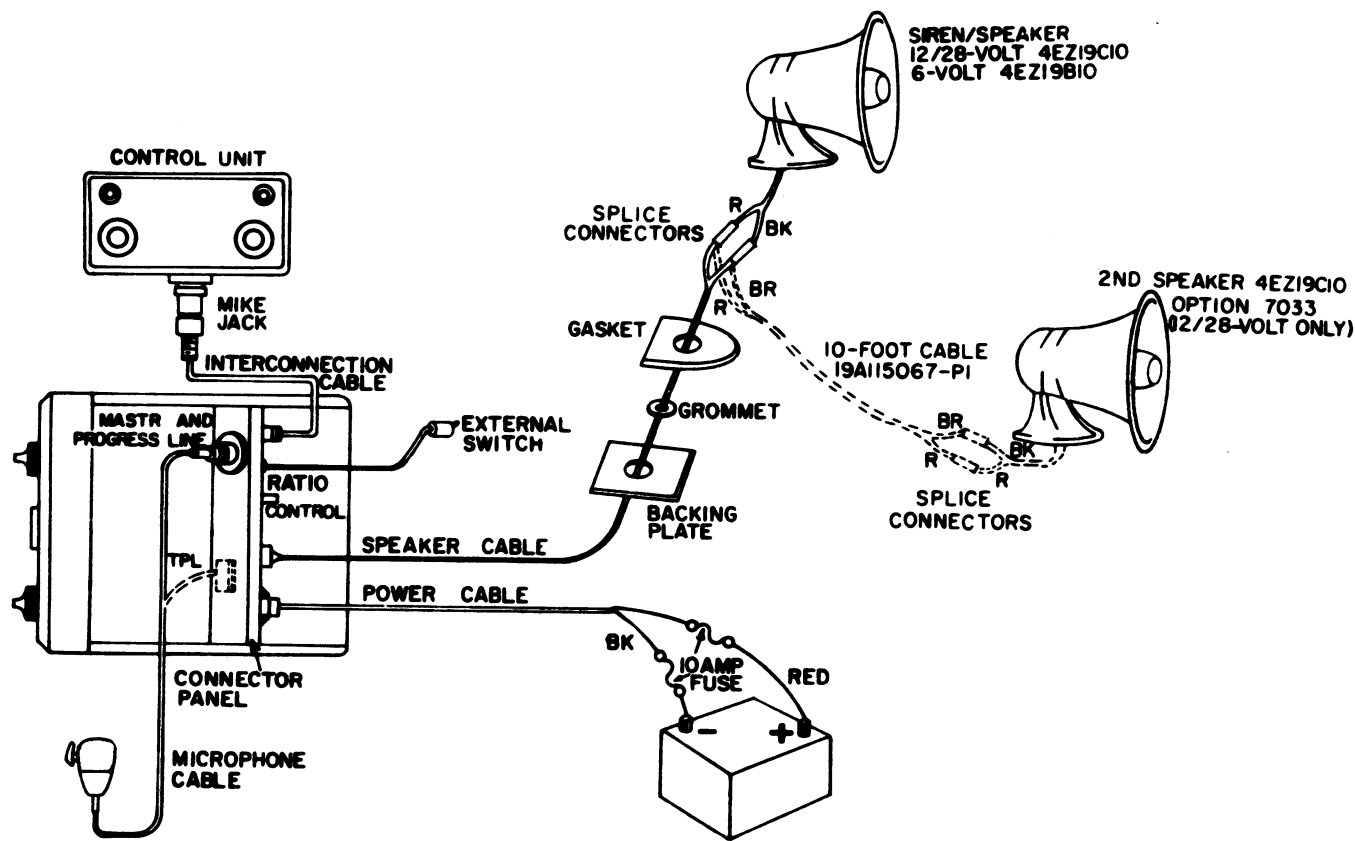 SIREN/SPEAKER
12/28-VOLT 4EZ19C10
6-VOLT 4EZ19B10
CONTROL UNIT
MIKE
JACK
INTERCONNECTION
CABLE
SPLICE
CONNECTORS
R
BK
R
BR
GASKET
GROMMET
BACKING
PLATE
2ND SPEAKER 4EZ19C10
OPTION 7033
(12/28-VOLT ONLY)
10-FOOT CABLE
19A115067-P1
BR
R
BK
R
SPLICE
CONNECTORS
MASTR AND
PROGRESS LINE
EXTERNAL
SWITCH
RATIO
CONTROL
TPL
SPEAKER CABLE
POWER CABLE
BK
10 AMP
FUSE
RED
- +
CONNECTOR
PANEL
MICROPHONE
CABLE